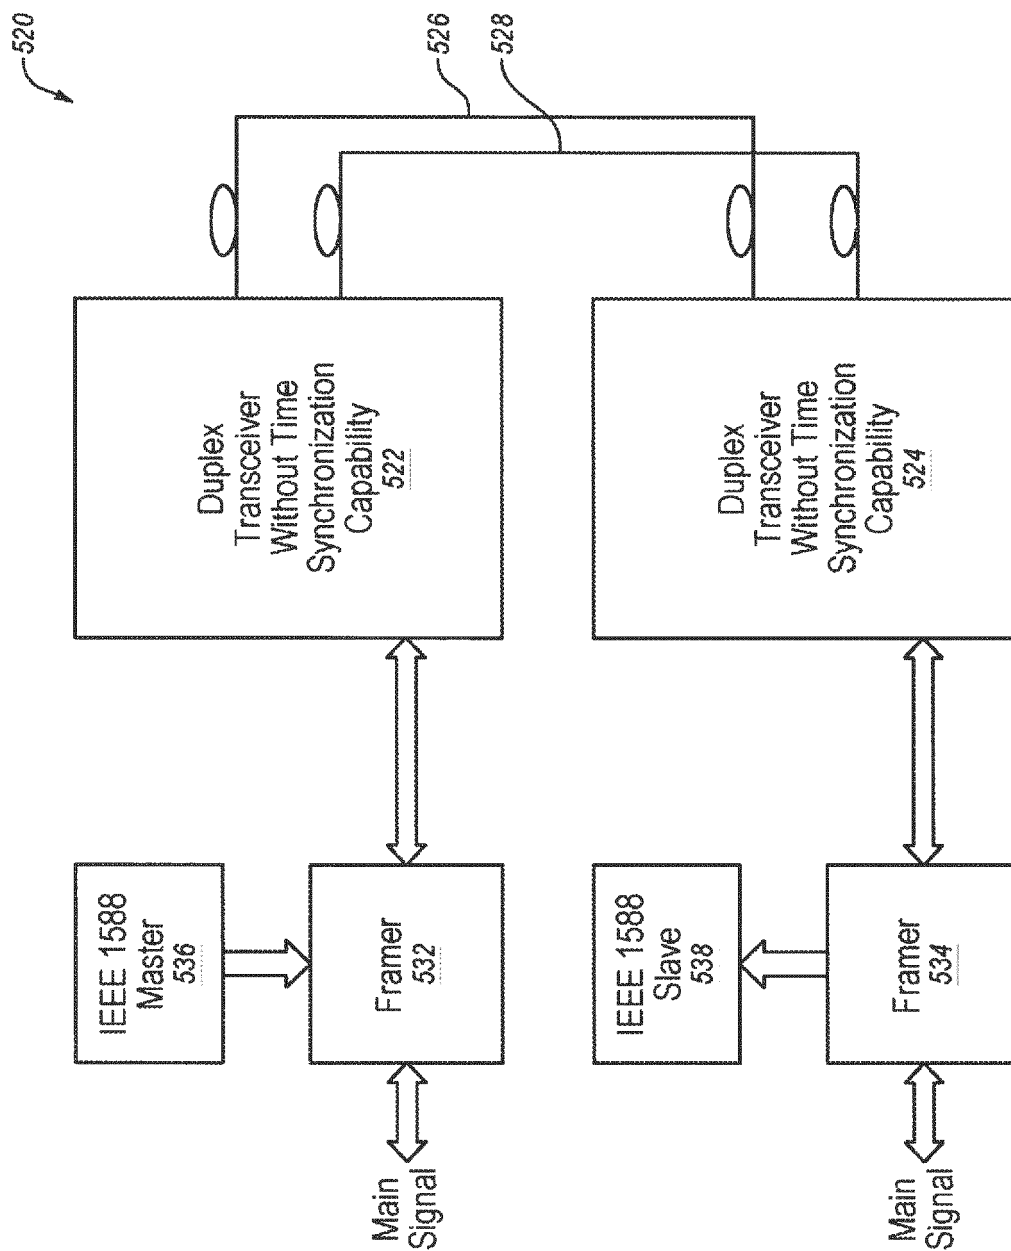 520
526
528
Duplex
Transceiver
Without Time
Synchronization
Capability
522
Duplex
Transceiver
Without Time
Synchronization
Capability
524
IEEE 1588
Master
536
Framer
532
IEEE 1588
Slave
538
Framer
534
Main
Signal
Main
Signal